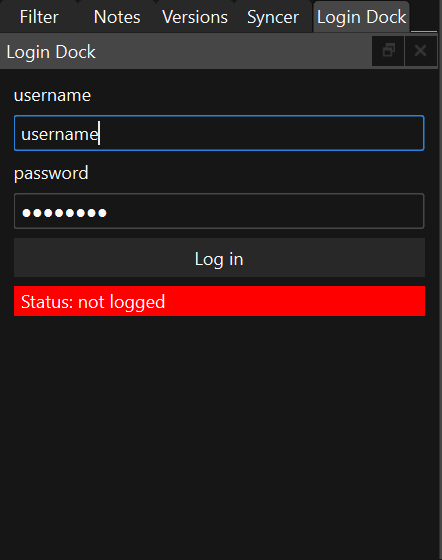 Filter Notes Versions Syncer Login Dock
Login Dock
username
username
password
●●●●●●●●
Log in
Status: not logged